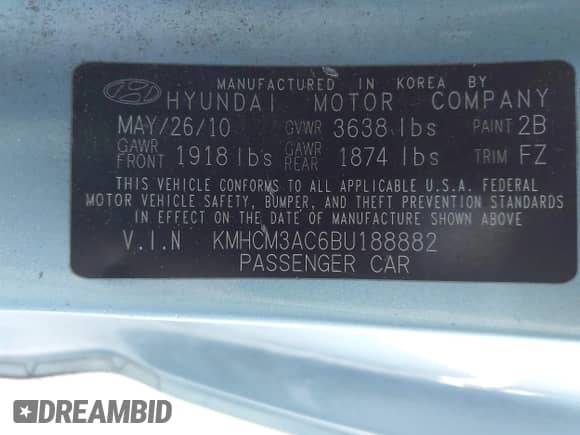 MANUFACTURED IN KOREA BY
HYUNDAI MOTOR COMPANY
MAY/26/10 GVWR 3638 lbs PAINT 2B
GAWR FRONT 1918 lbs GAWR REAR 1874 lbs TRIM FZ
THIS VEHICLE CONFORMS TO ALL APPLICABLE U.S.A. FEDERAL
MOTOR VEHICLE SAFETY, BUMPER, AND THEFT PREVENTION STANDARDS
IN EFFECT ON THE DATE OF MANUFACTURE SHOWN ABOVE
V.I.N KMHCM3AC6BU188882
PASSENGER CAR
DREAMBID